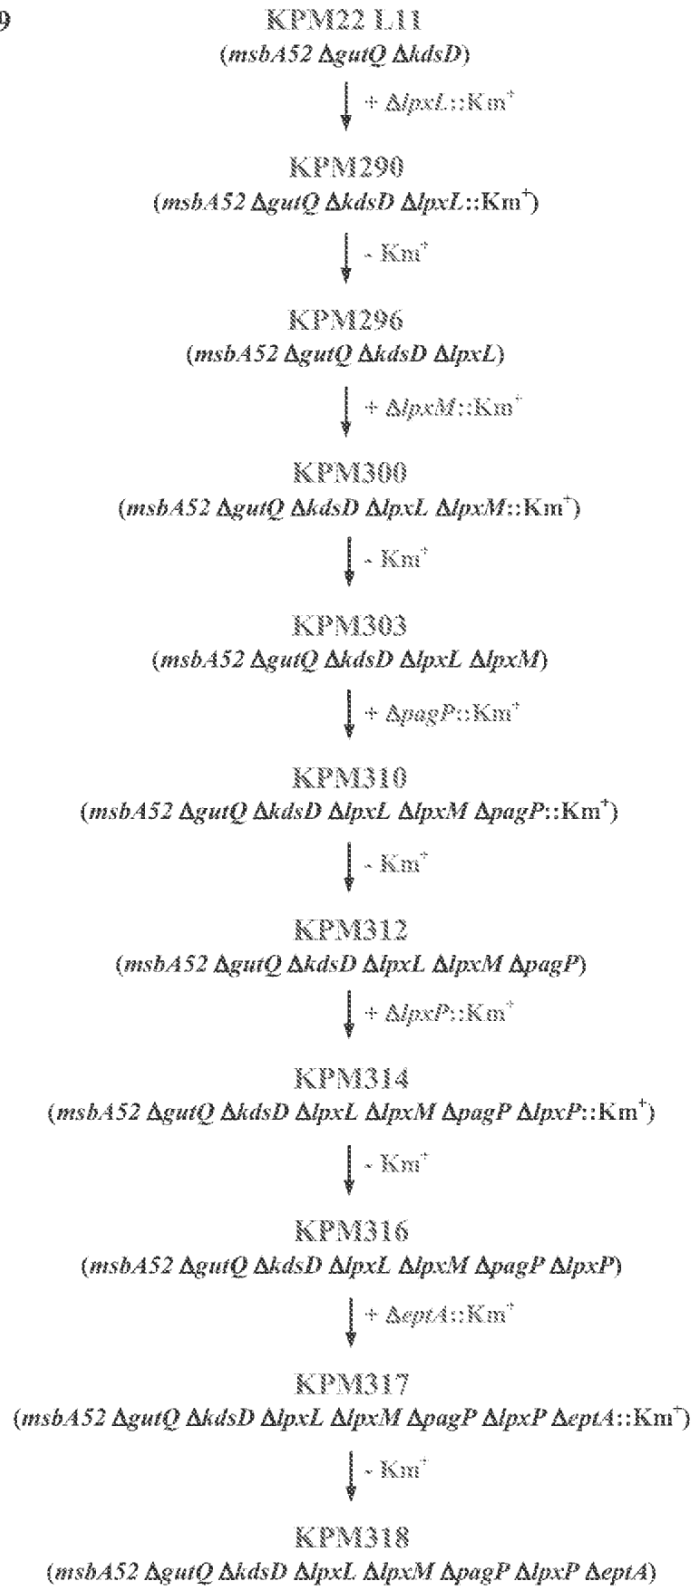 9
KPM22 L11
(msbA52 ΔgutQ ΔkdsD)
+ ΔlpxL::Km⁺
KPM290
(msbA52 ΔgutQ ΔkdsD ΔlpxL::Km⁺)
- Km⁺
KPM296
(msbA52 ΔgutQ ΔkdsD ΔlpxL)
+ ΔlpxM::Km⁺
KPM300
(msbA52 ΔgutQ ΔkdsD ΔlpxL ΔlpxM::Km⁺)
- Km⁺
KPM303
(msbA52 ΔgutQ ΔkdsD ΔlpxL ΔlpxM)
+ ΔpagP::Km⁺
KPM310
(msbA52 ΔgutQ ΔkdsD ΔlpxL ΔlpxM ΔpagP::Km⁺)
- Km⁺
KPM312
(msbA52 ΔgutQ ΔkdsD ΔlpxL ΔlpxM ΔpagP)
+ ΔlpxP::Km⁺
KPM314
(msbA52 ΔgutQ ΔkdsD ΔlpxL ΔlpxM ΔpagP ΔlpxP::Km⁺)
- Km⁺
KPM316
(msbA52 ΔgutQ ΔkdsD ΔlpxL ΔlpxM ΔpagP ΔlpxP)
+ ΔeptA::Km⁺
KPM317
(msbA52 ΔgutQ ΔkdsD ΔlpxL ΔlpxM ΔpagP ΔlpxP ΔeptA::Km⁺)
- Km⁺
KPM318
(msbA52 ΔgutQ ΔkdsD ΔlpxL ΔlpxM ΔpagP ΔlpxP ΔeptA)